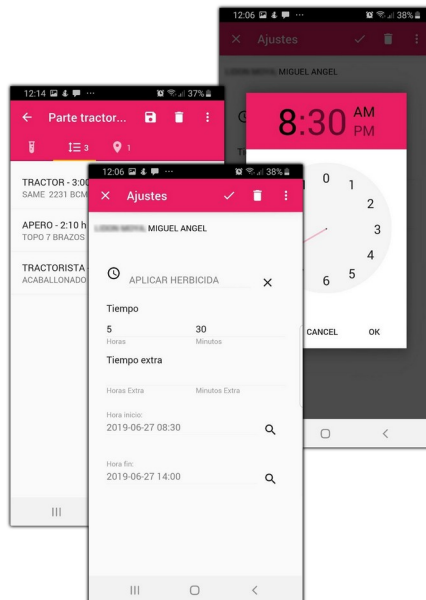 12:06 ... 38%
Ajustes
MIGUEL ANGEL
8:30 AM
PM
0
1
2
3
4
5
6
CANCEL OK
12:14 ... 37%
Parte tractor...
3 1
TRACTOR - 3:00
SAME 2231 BCM
APERO - 2:10 h
TOPO 7 BRAZOS
TRACTORISTA
ACABALLONADO
12:06 ... 38%
Ajustes
MIGUEL ANGEL
APLICAR HERBICIDA
Tiempo
5 30
Horas Minutos
Tiempo extra
Horas Extra Minutos Extra
Hora inicio:
2019-06-27 08:30
Hora fin:
2019-06-27 14:00